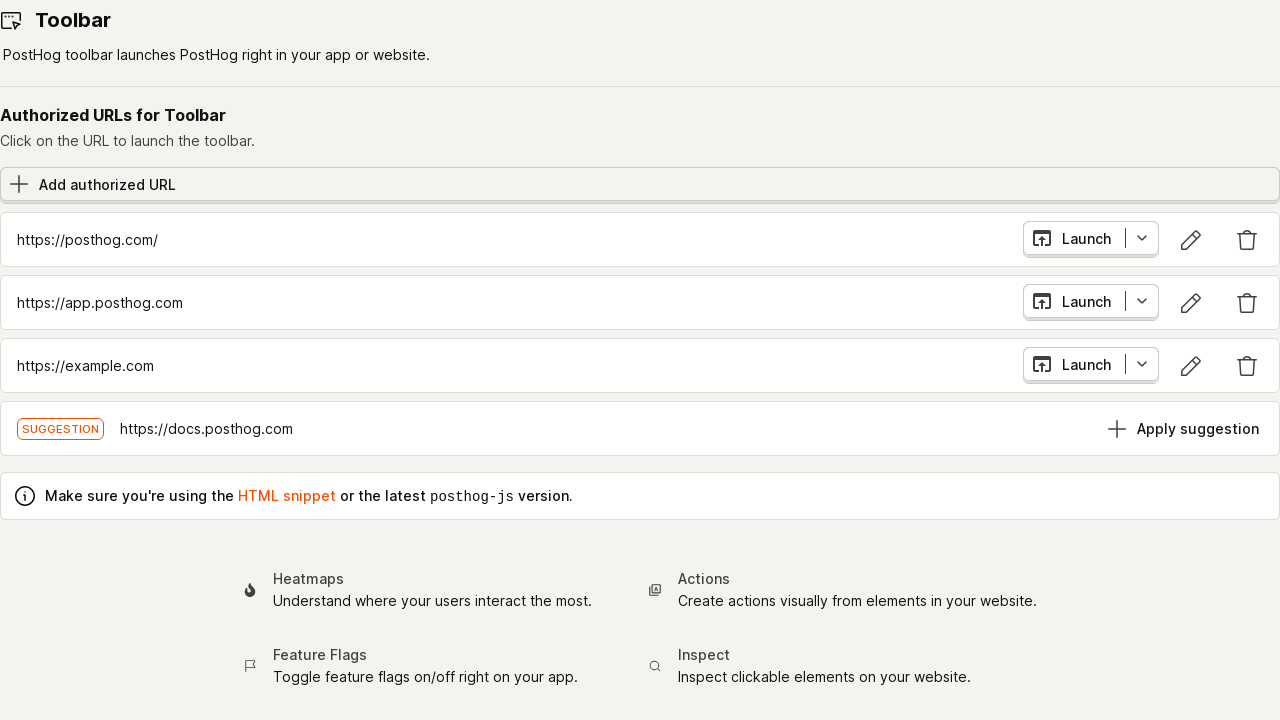 Toolbar
PostHog toolbar launches PostHog right in your app or website.
Authorized URLs for Toolbar
Click on the URL to launch the toolbar.
Add authorized URL
https://posthog.com/
Launch
https://app.posthog.com
Launch
https://example.com
Launch
SUGGESTION https://docs.posthog.com
Apply suggestion
Make sure you're using the HTML snippet or the latest posthog-js version.
Heatmaps
Understand where your users interact the most.
Actions
Create actions visually from elements in your website.
Feature Flags
Toggle feature flags on/off right on your app.
Inspect
Inspect clickable elements on your website.